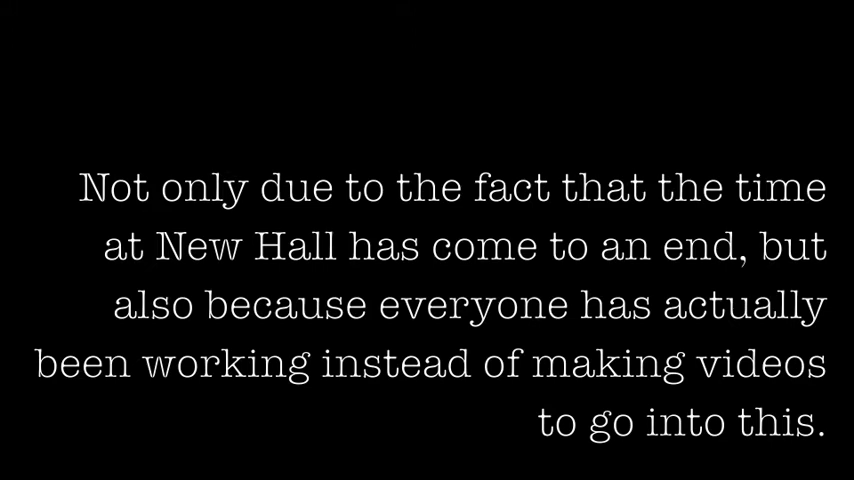 Not only due to the fact that the time
at New Hall has come to an end, but
also because everyone has actually
been working instead of making videos
to go into this.